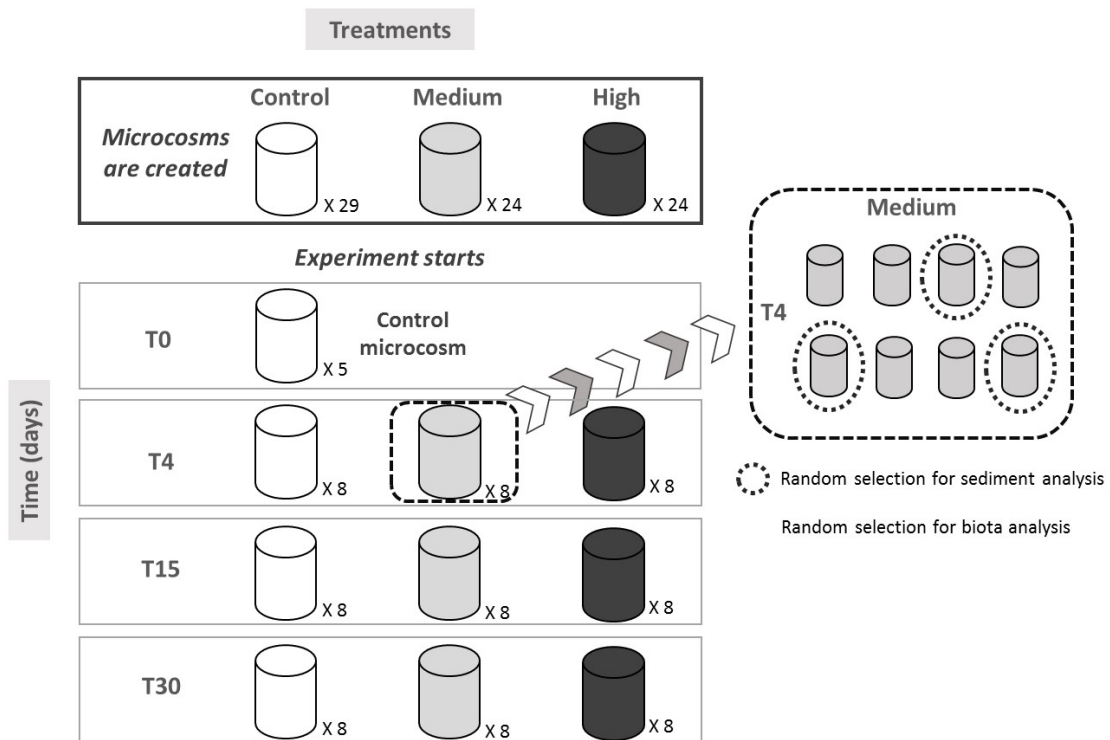 Treatments
Control Medium High
Microcosms
are created
X 29 X 24 X 24
Experiment starts
T0
Control
microcosm
X 5
T4
X 8 X 8 X 8
T15
X 8 X 8 X 8
T30
X 8 X 8 X 8
Time (days)
Medium
T4
Random selection for sediment analysis
Random selection for biota analysis